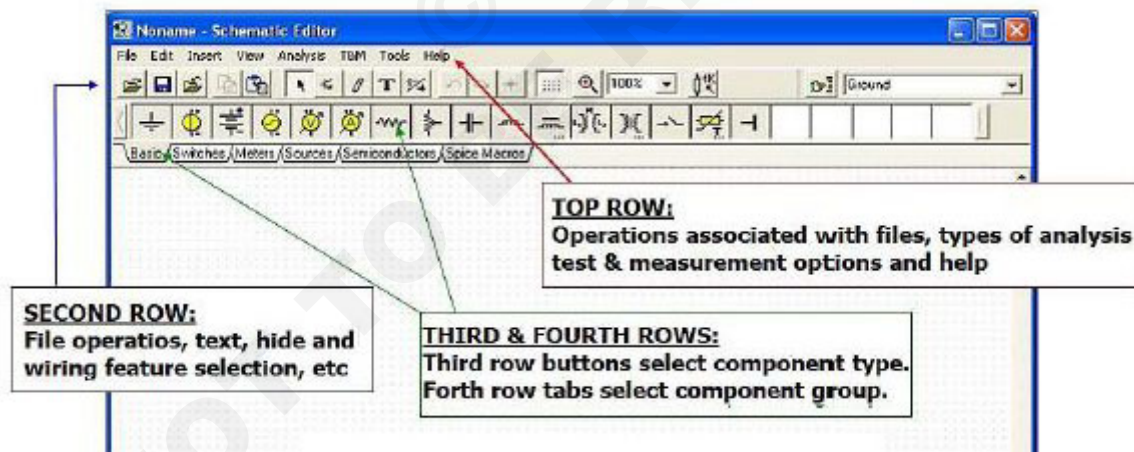 Noname - Schematic Editor
File Edit Insert View Analysis T&M Tools Help
100% Ground
Basic Switches Meters Sources Semiconductors Spice Macros
TOP ROW:
Operations associated with files, types of analysis
test & measurement options and help
SECOND ROW:
File operatios, text, hide and
wiring feature selection, etc
THIRD & FOURTH ROWS:
Third row buttons select component type.
Forth row tabs select component group.